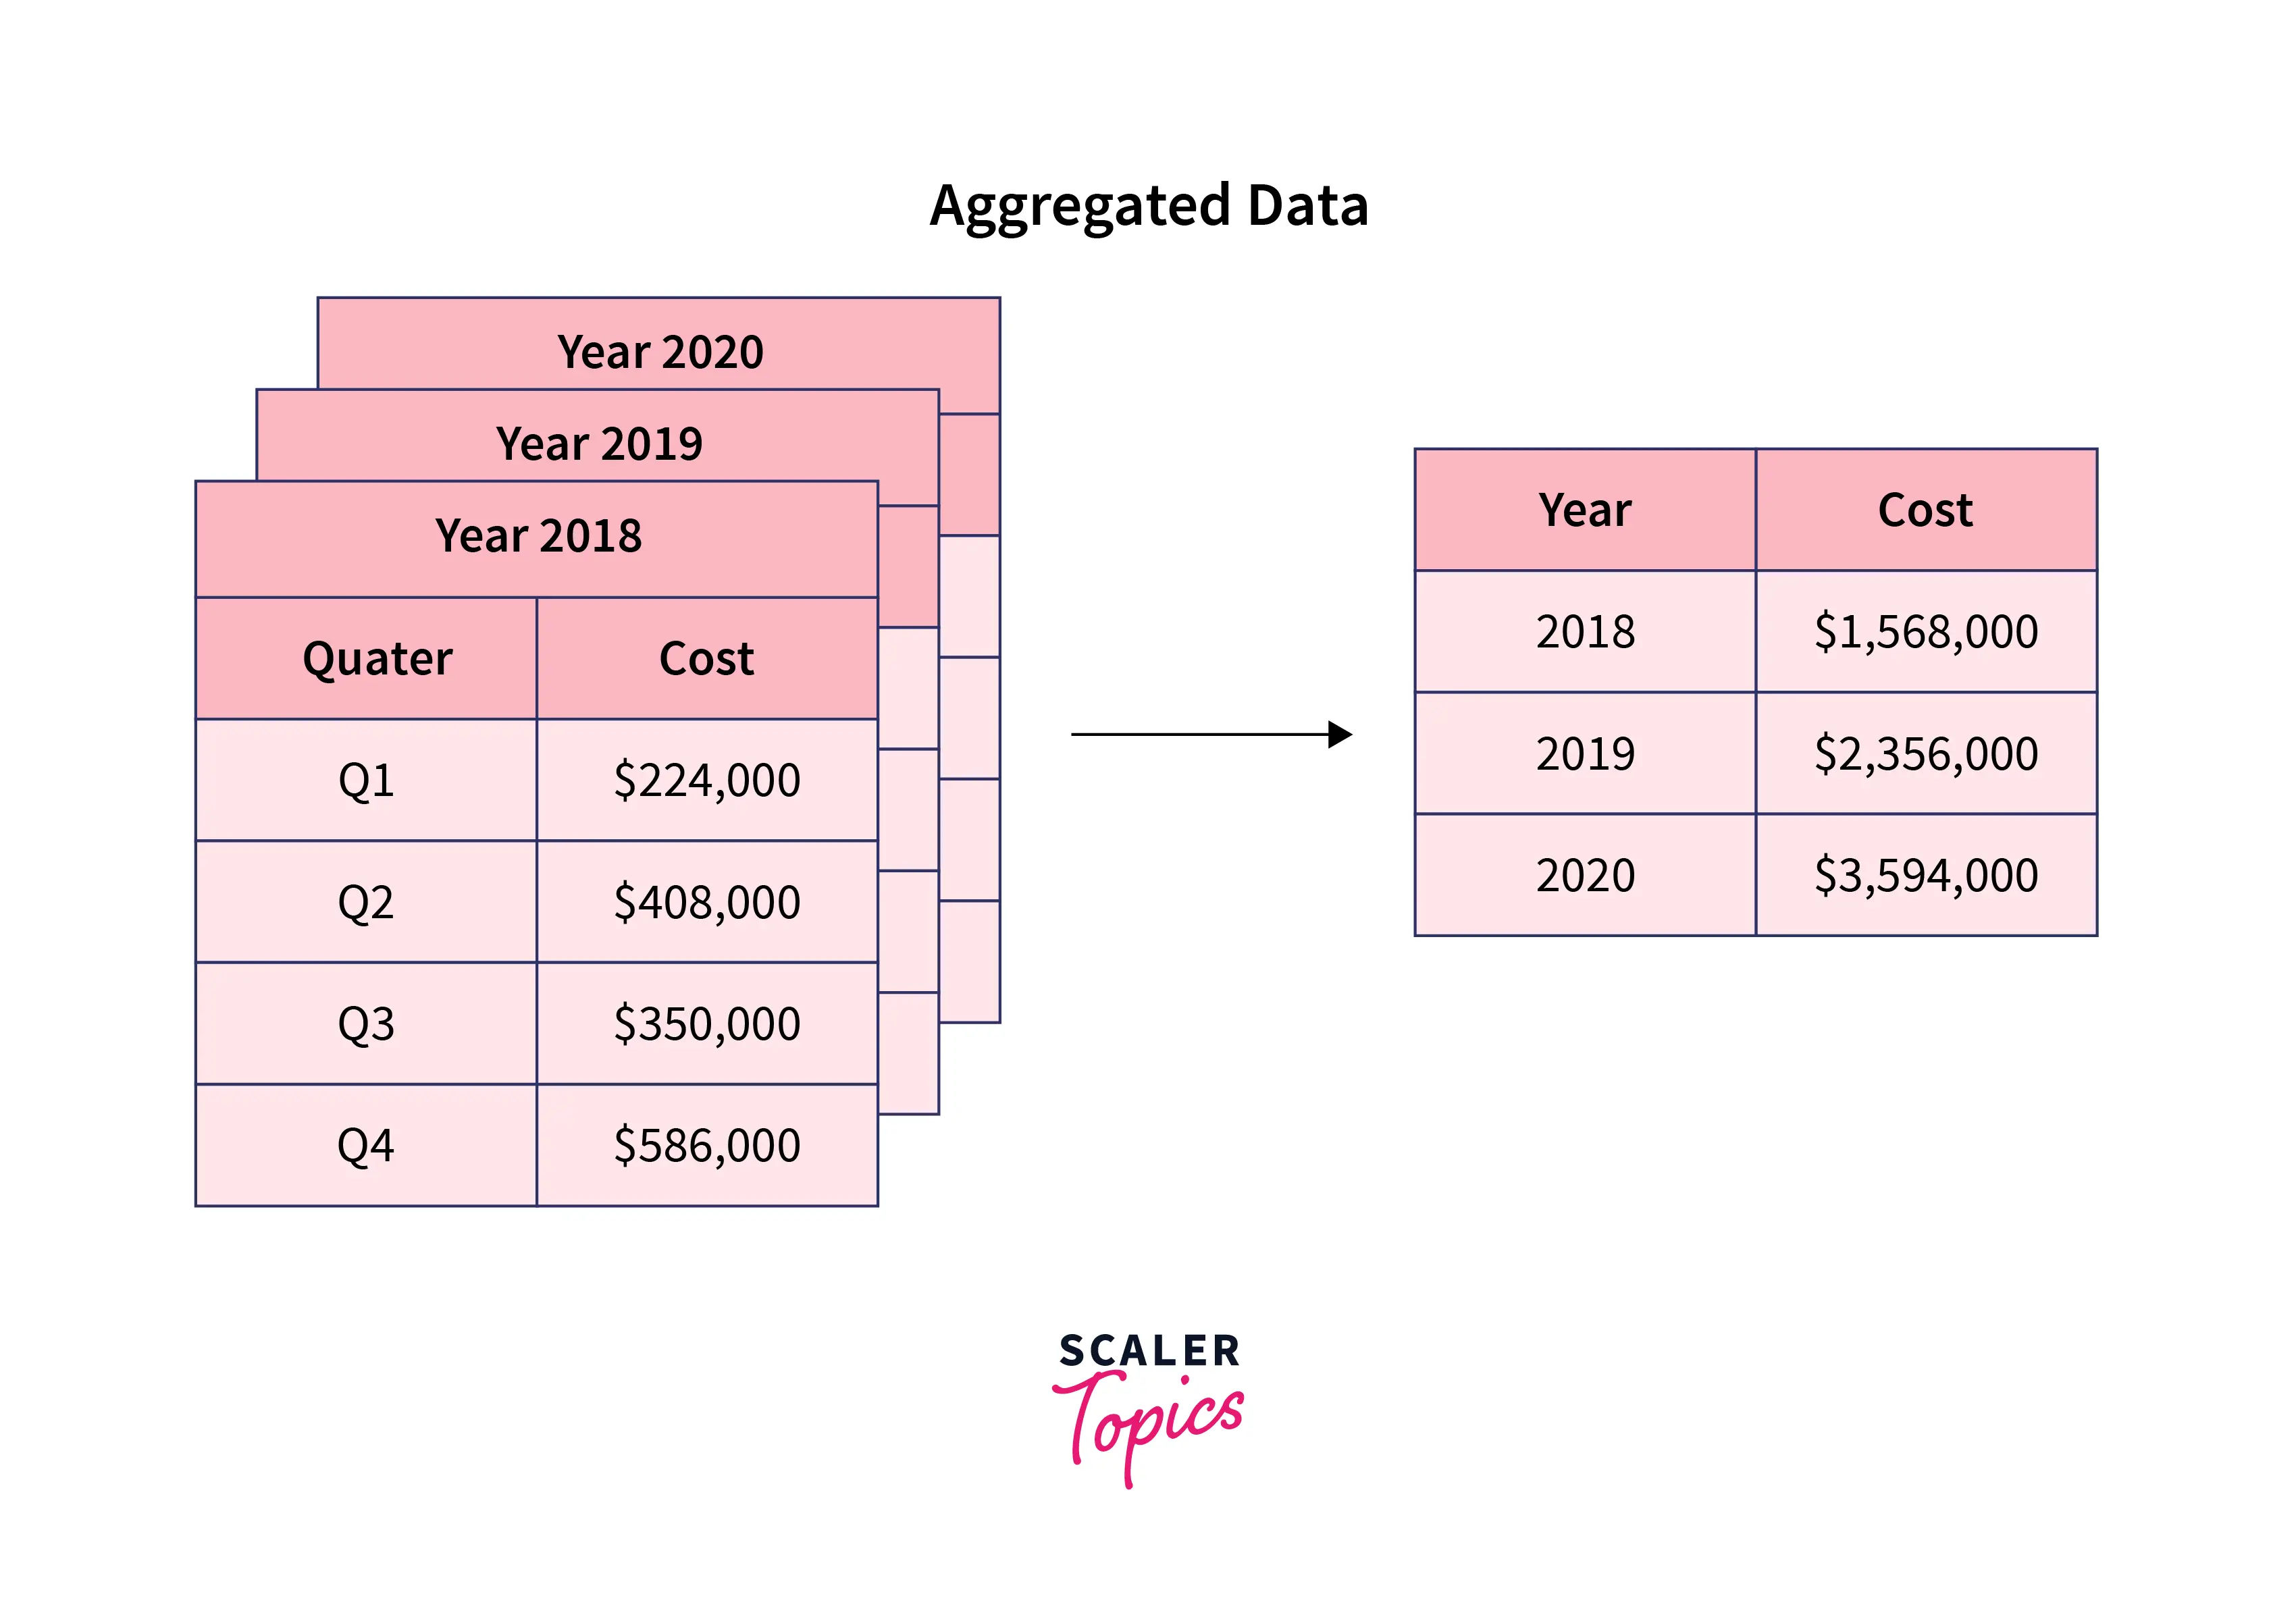 Aggregated Data
Year 2020
Year 2019
Year 2018
Quater Cost
Q1 $224,000
Q2 $408,000
Q3 $350,000
Q4 $586,000
Year Cost
2018 $1,568,000
2019 $2,356,000
2020 $3,594,000
SCALER
Topics